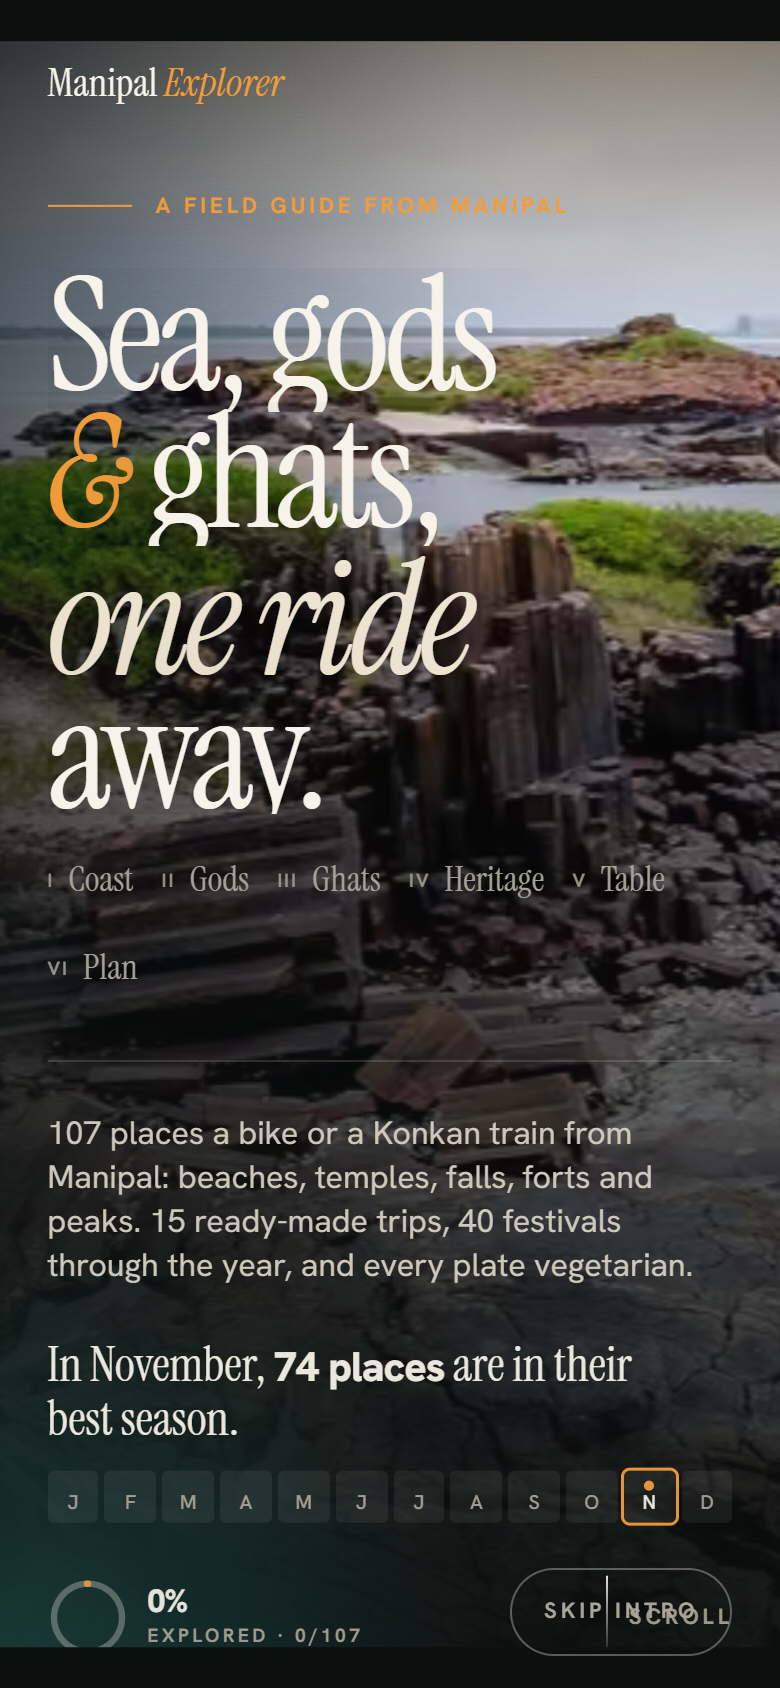 Manipal Explorer
A FIELD GUIDE FROM MANIPAL
Sea, gods
& ghats,
one ride
away.
I Coast II Gods III Ghats IV Heritage V Table
VI Plan
107 places a bike or a Konkan train from
Manipal: beaches, temples, falls, forts and
peaks. 15 ready-made trips, 40 festivals
through the year, and every plate vegetarian.
In November, 74 places are in their
best season.
J F M A M J J A S O N D
0%
EXPLORED · 0/107
SKIP INTRO
SCROLL